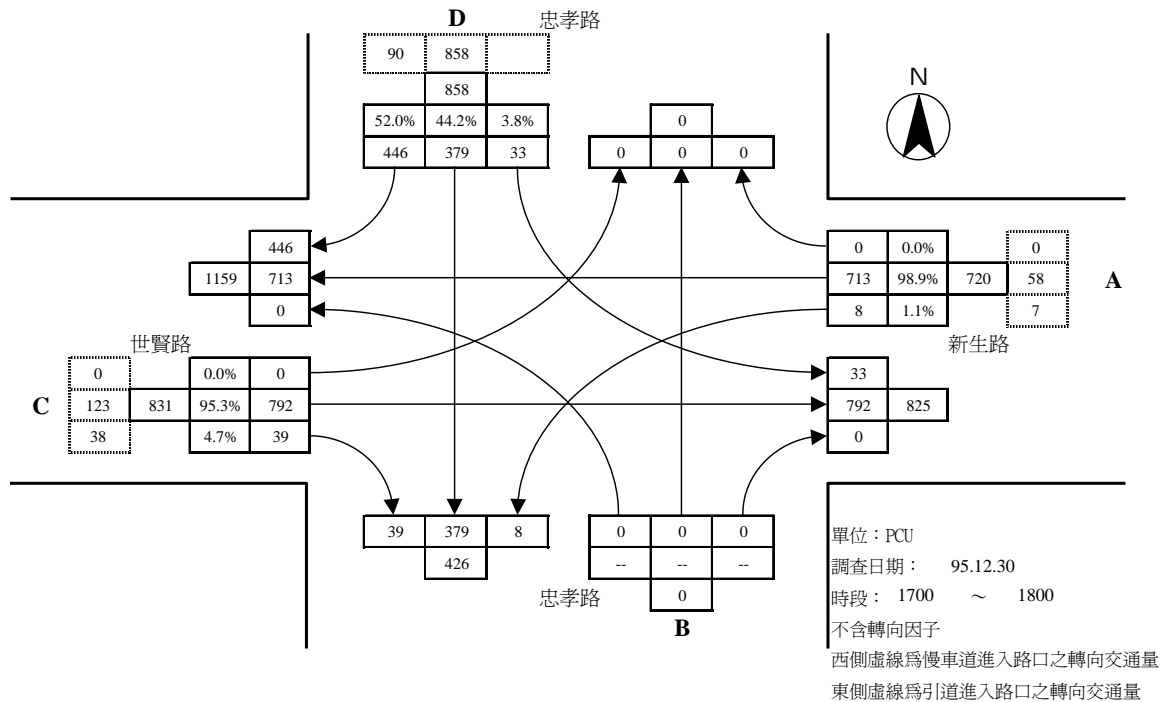 D 忠孝路
90 858
858
52.0% 44.2% 3.8%
446 379 33
0
0 0 0
N
446
1159 713
0
0 0.0% 0
713 98.9% 720 58
8 1.1% 7
A
世賢路
新生路
0 0.0% 0
C 123 831 95.3% 792
38 4.7% 39
33
792 825
0
39 379 8
426
0 0 0
-- -- --
0
忠孝路
B
單位：PCU
調查日期： 95.12.30
時段： 1700 ～ 1800
不含轉向因子
西側虛線為慢車道進入路口之轉向交通量
東側虛線為引道進入路口之轉向交通量